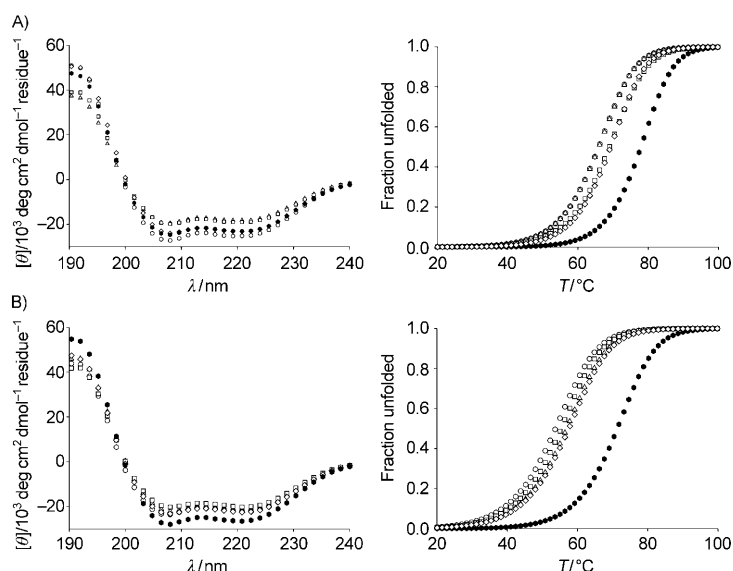 A)
60
40
20
0
–20
190 200 210 220 230 240
λ/nm
[θ]/10³ deg cm² dmol⁻¹ residue⁻¹
1.0
0.8
0.6
0.4
0.2
0.0
20 40 60 80 100
T/°C
Fraction unfolded
B)
60
40
20
0
–20
190 200 210 220 230 240
λ/nm
[θ]/10³ deg cm² dmol⁻¹ residue⁻¹
1.0
0.8
0.6
0.4
0.2
0.0
20 40 60 80 100
T/°C
Fraction unfolded